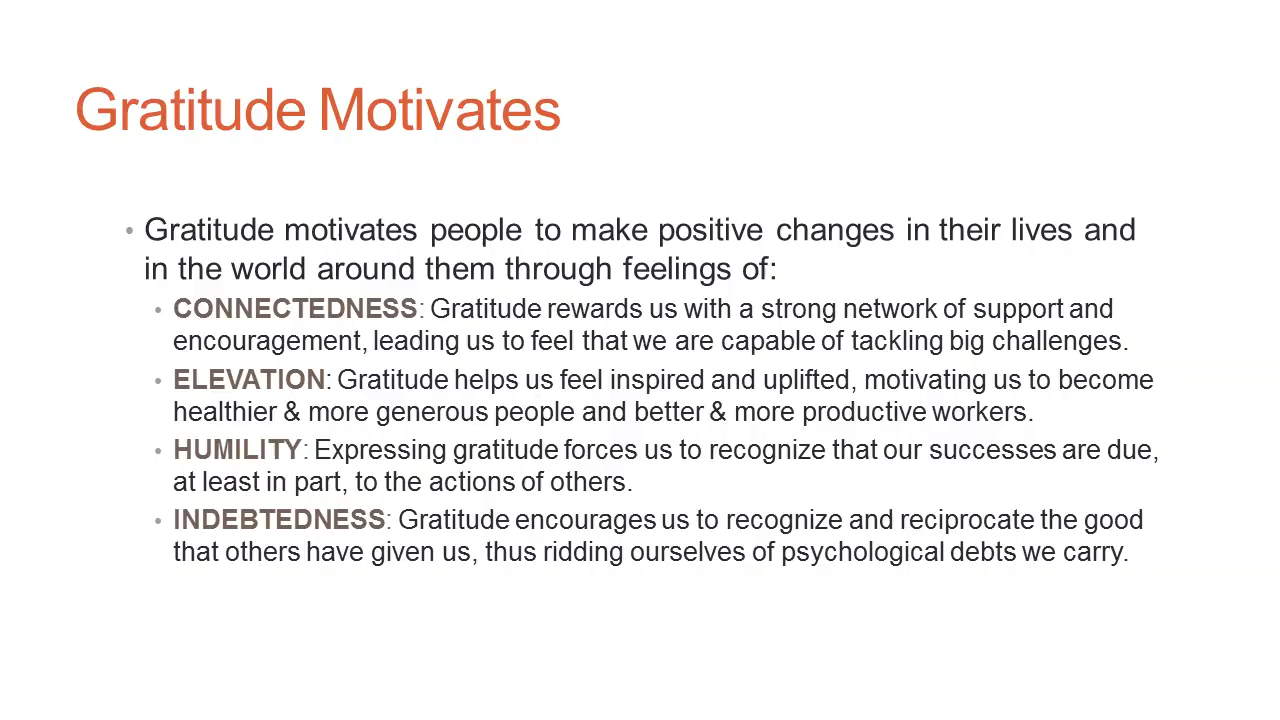 Gratitude Motivates
• Gratitude motivates people to make positive changes in their lives and
in the world around them through feelings of:
• CONNECTEDNESS: Gratitude rewards us with a strong network of support and
encouragement, leading us to feel that we are capable of tackling big challenges.
• ELEVATION: Gratitude helps us feel inspired and uplifted, motivating us to become
healthier & more generous people and better & more productive workers.
• HUMILITY: Expressing gratitude forces us to recognize that our successes are due,
at least in part, to the actions of others.
• INDEBTEDNESS: Gratitude encourages us to recognize and reciprocate the good
that others have given us, thus ridding ourselves of psychological debts we carry.